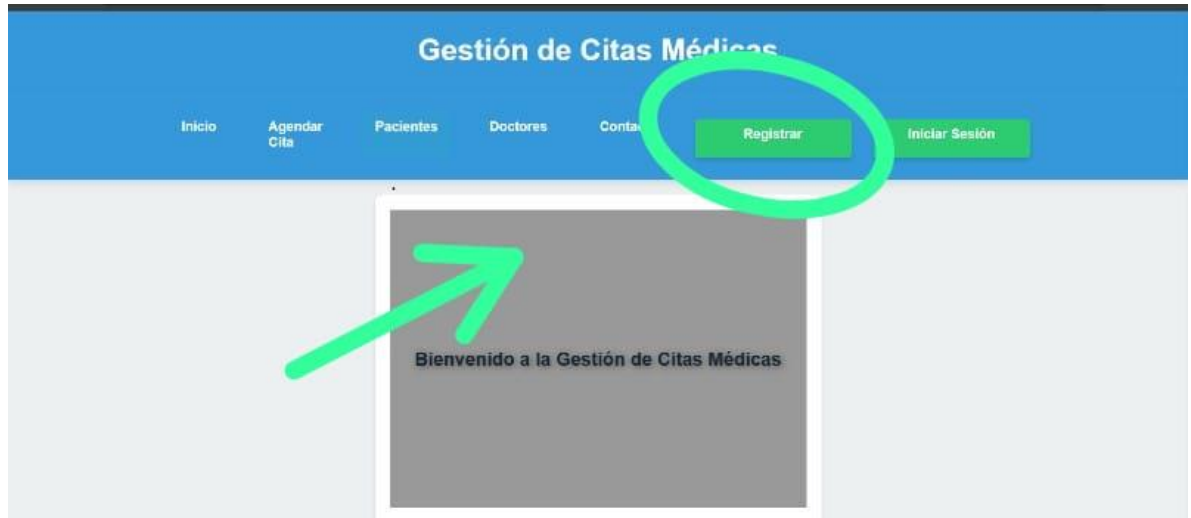 Gestión de Citas Médicas
Inicio
Agendar
Cita
Pacientes
Doctores
Registrar
Iniciar Sesión
Bienvenido a la Gestión de Citas Médicas